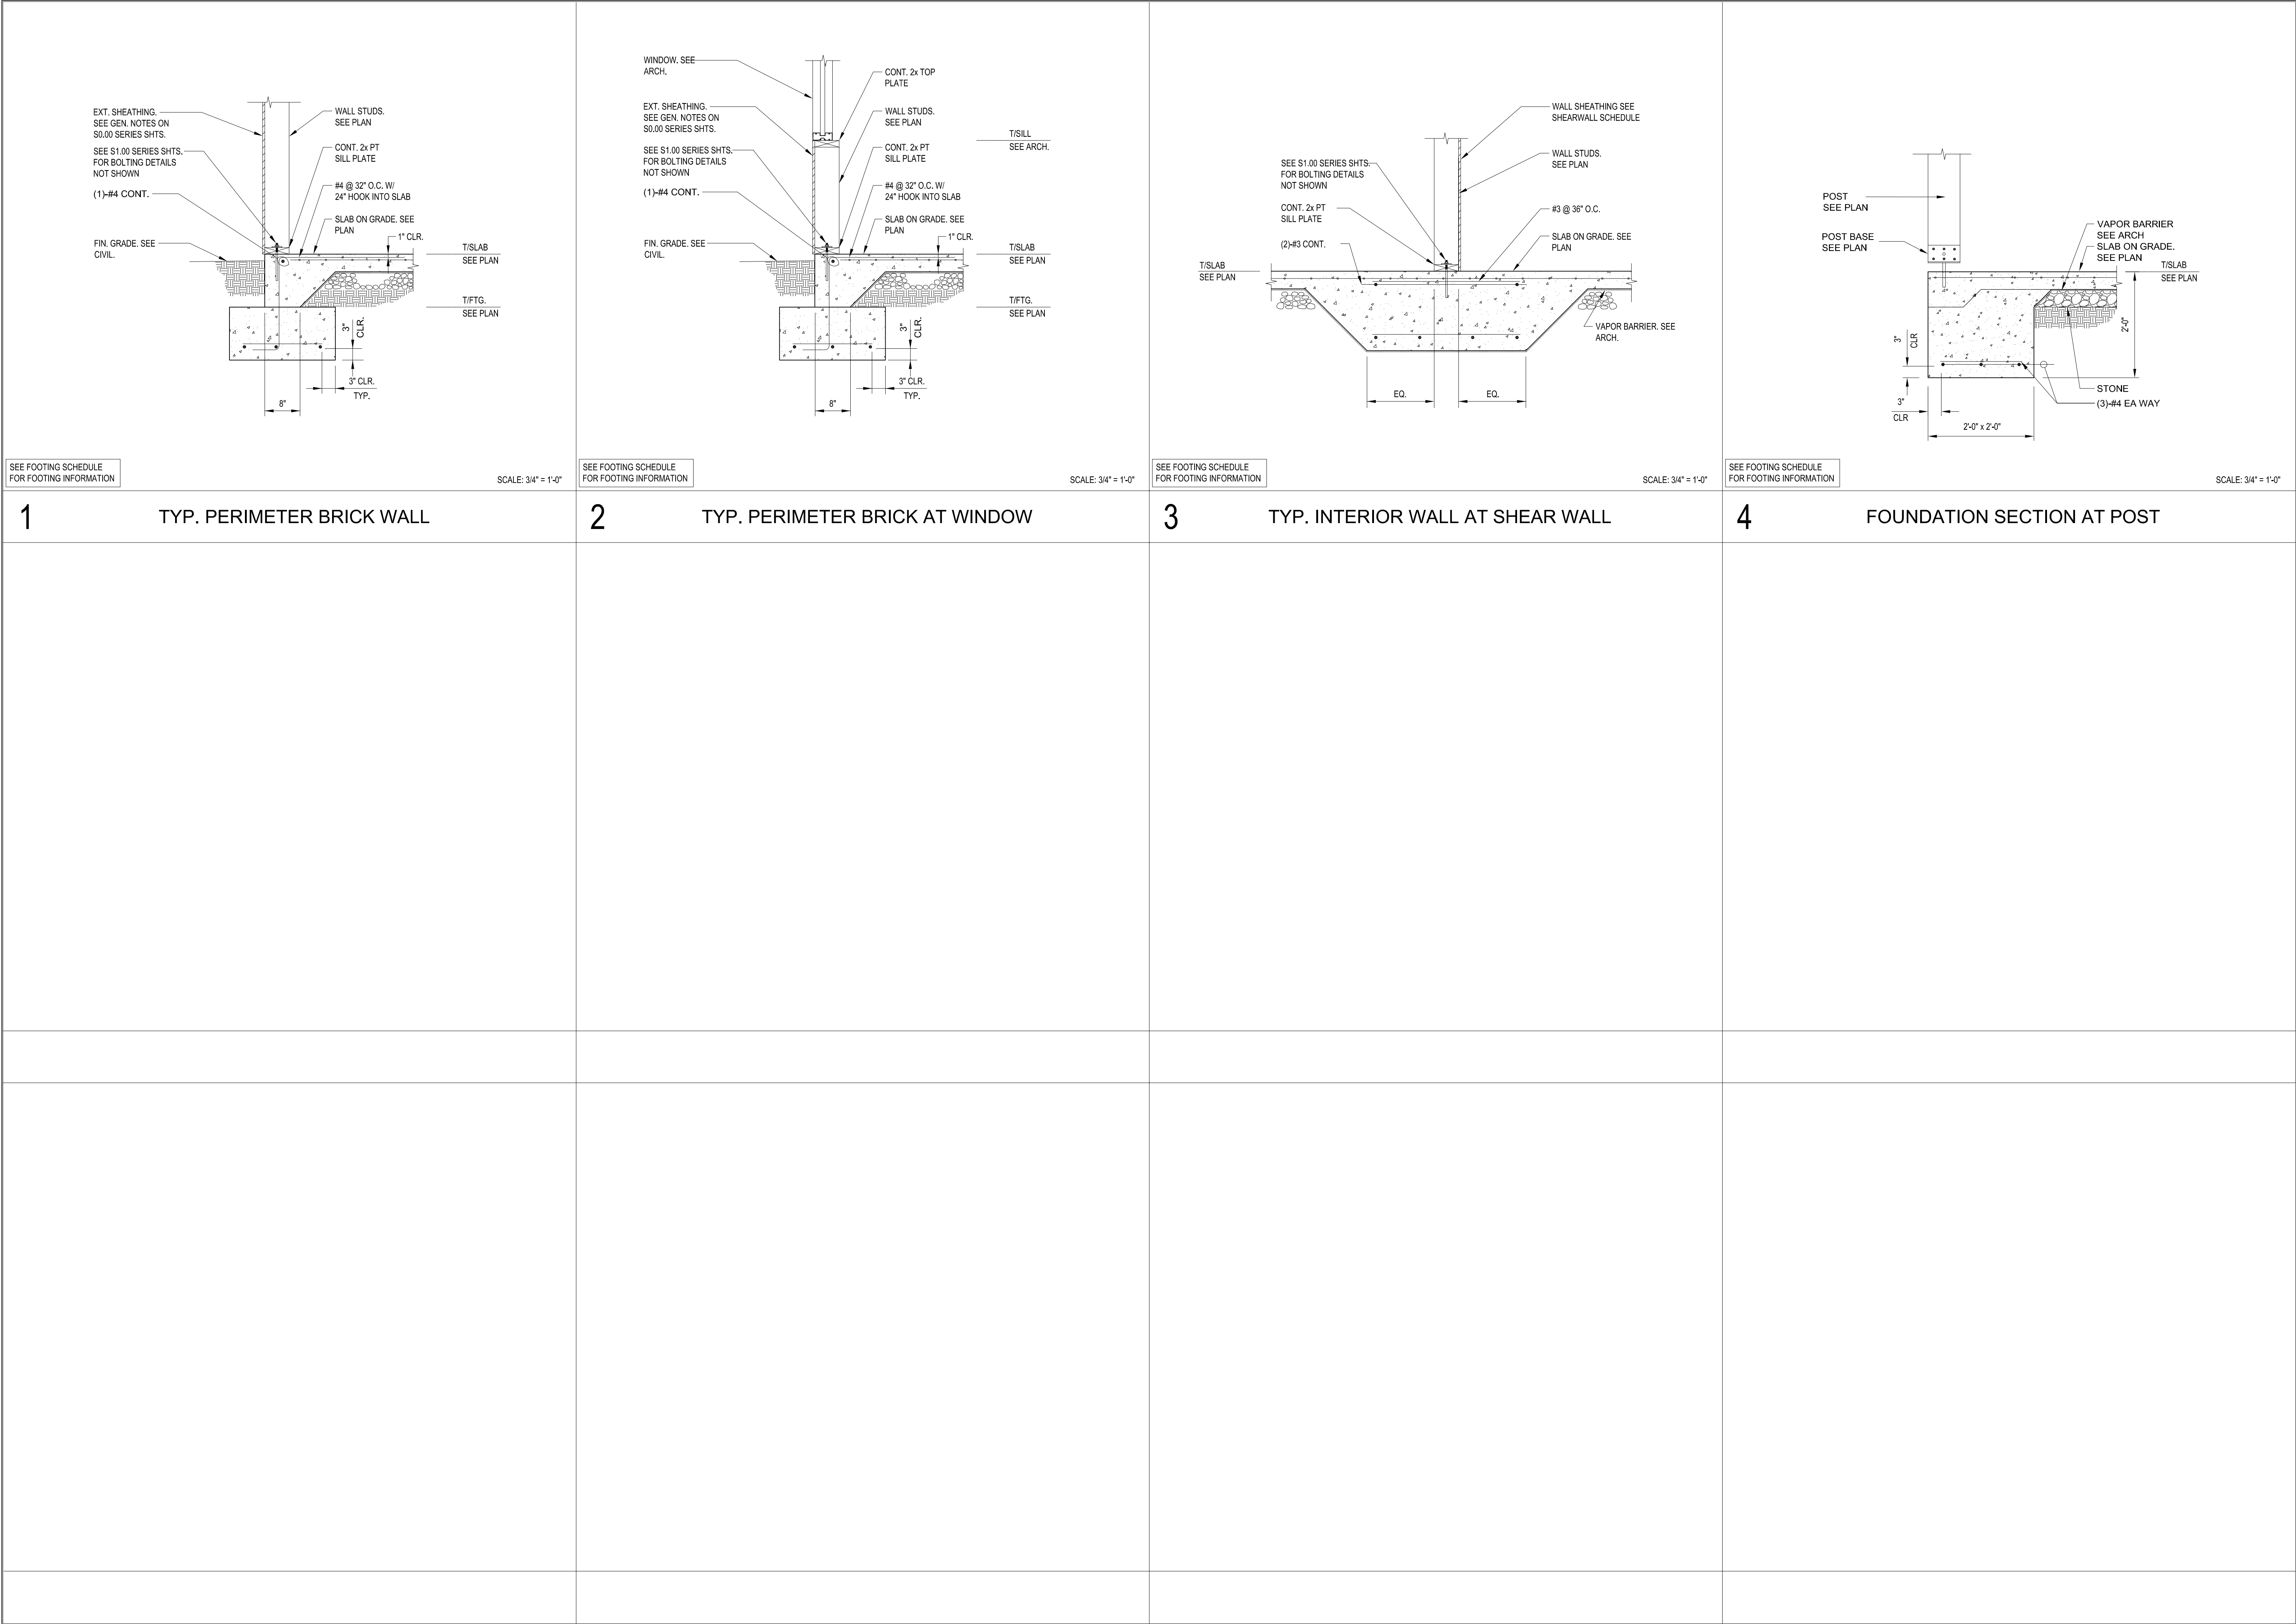 EXT. SHEATHING.
SEE GEN. NOTES ON
S0.00 SERIES SHTS.
SEE S1.00 SERIES SHTS.
FOR BOLTING DETAILS
NOT SHOWN
(1)-#4 CONT.
FIN. GRADE. SEE
CIVIL.
WALL STUDS.
SEE PLAN
CONT. 2x PT
SILL PLATE
#4 @ 32" O.C. W/
24" HOOK INTO SLAB
SLAB ON GRADE. SEE
PLAN
1" CLR.
T/SLAB
SEE PLAN
T/FTG.
SEE PLAN
3"
CLR.
3" CLR.
TYP.
8"
SEE FOOTING SCHEDULE
FOR FOOTING INFORMATION
SCALE: 3/4" = 1'-0"
1
TYP. PERIMETER BRICK WALL
WINDOW. SEE
ARCH.
EXT. SHEATHING.
SEE GEN. NOTES ON
S0.00 SERIES SHTS.
SEE S1.00 SERIES SHTS.
FOR BOLTING DETAILS
NOT SHOWN
(1)-#4 CONT.
FIN. GRADE. SEE
CIVIL.
CONT. 2x TOP
PLATE
WALL STUDS.
SEE PLAN
CONT. 2x PT
SILL PLATE
#4 @ 32" O.C. W/
24" HOOK INTO SLAB
SLAB ON GRADE. SEE
PLAN
1" CLR.
T/SILL
SEE ARCH.
T/SLAB
SEE PLAN
T/FTG.
SEE PLAN
3"
CLR.
3" CLR.
TYP.
8"
SEE FOOTING SCHEDULE
FOR FOOTING INFORMATION
SCALE: 3/4" = 1'-0"
2
TYP. PERIMETER BRICK AT WINDOW
SEE S1.00 SERIES SHTS.
FOR BOLTING DETAILS
NOT SHOWN
CONT. 2x PT
SILL PLATE
(2)-#3 CONT.
T/SLAB
SEE PLAN
WALL SHEATHING SEE
SHEARWALL SCHEDULE
WALL STUDS.
SEE PLAN
#3 @ 36" O.C.
SLAB ON GRADE. SEE
PLAN
VAPOR BARRIER. SEE
ARCH.
EQ.
EQ.
SEE FOOTING SCHEDULE
FOR FOOTING INFORMATION
SCALE: 3/4" = 1'-0"
3
TYP. INTERIOR WALL AT SHEAR WALL
POST
SEE PLAN
POST BASE
SEE PLAN
VAPOR BARRIER
SEE ARCH
SLAB ON GRADE.
SEE PLAN
T/SLAB
SEE PLAN
2'-0"
3"
CLR
3"
CLR
2'-0" x 2'-0"
STONE
(3)-#4 EA WAY
SEE FOOTING SCHEDULE
FOR FOOTING INFORMATION
SCALE: 3/4" = 1'-0"
4
FOUNDATION SECTION AT POST